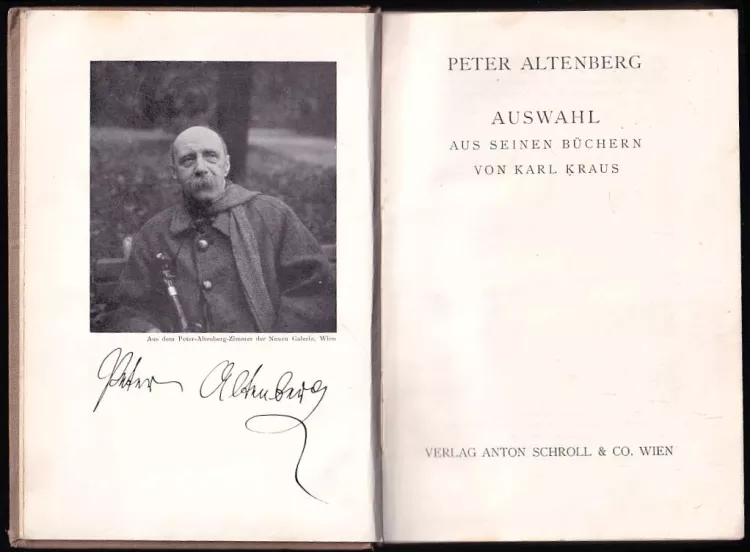 Aus dem Peter-Altenberg-Zimmer der Neuen Galerie, Wien
Peter Altenberg
PETER ALTENBERG
AUSWAHL
AUS SEINEN BÜCHERN
VON KARL KRAUS
VERLAG ANTON SCHROLL & CO. WIEN